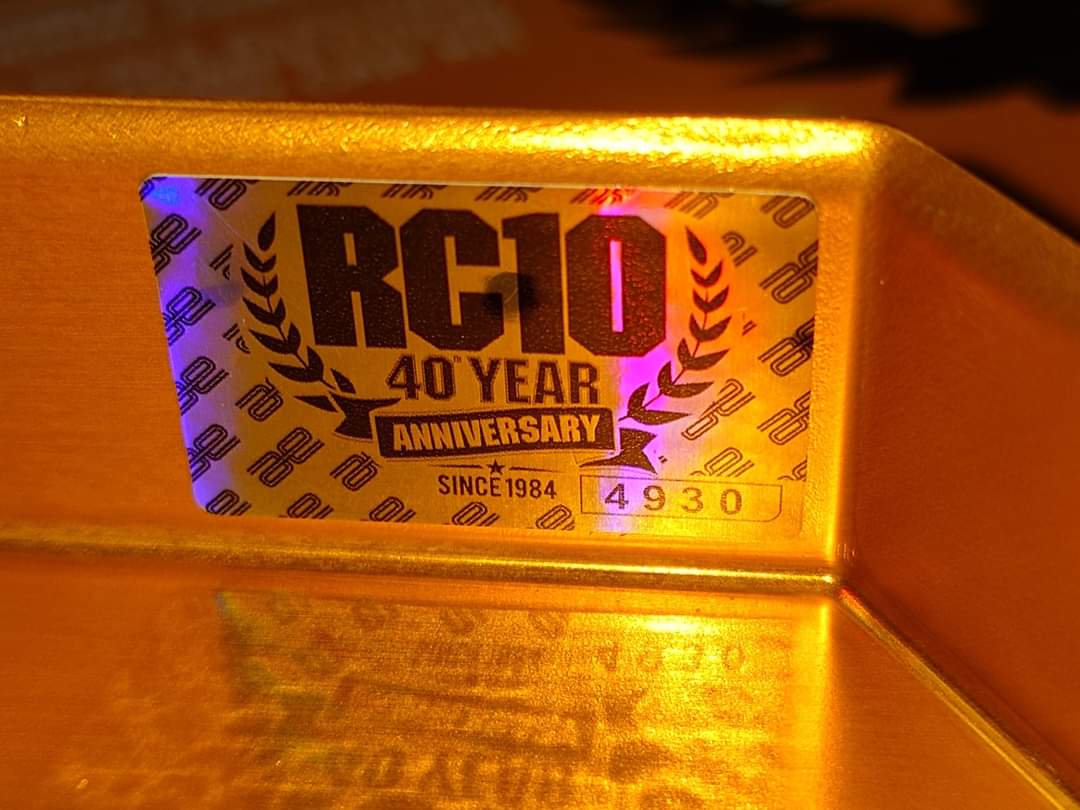 RC10
40TH YEAR
ANNIVERSARY
SINCE 1984
4930